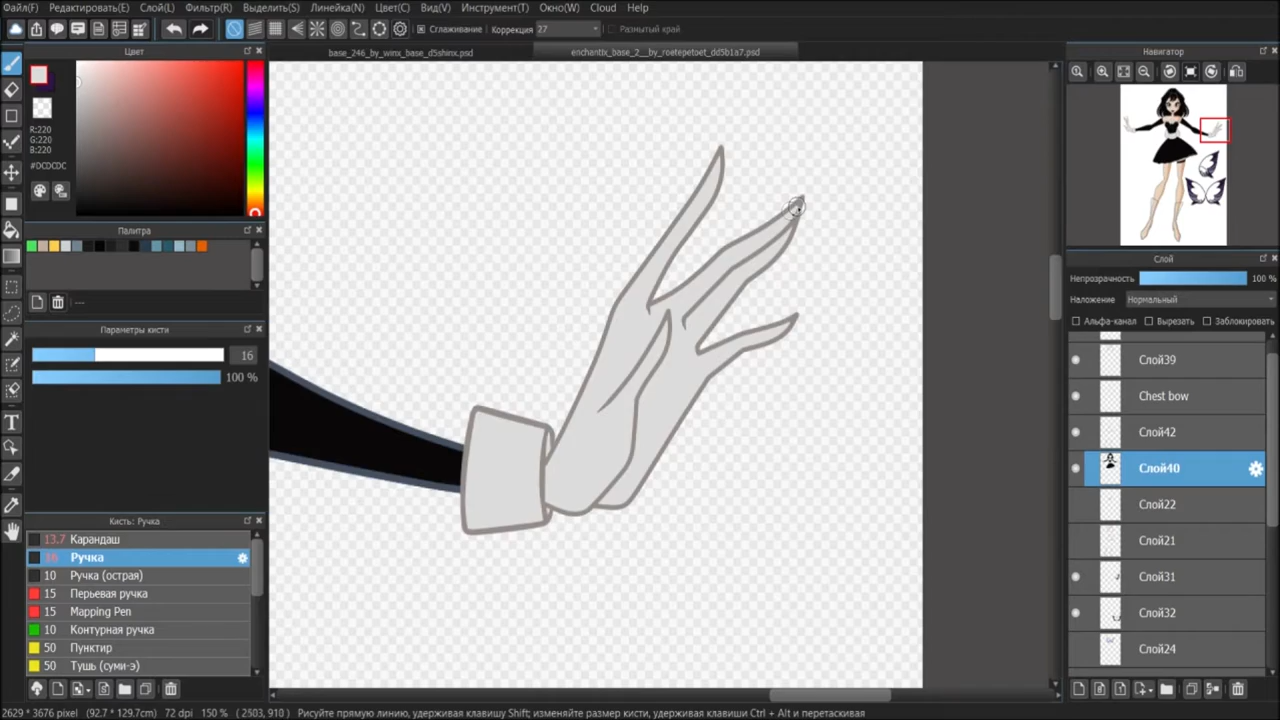 Файл(F) Редактировать(E) Слой(L) Фильтр(R) Выделить(S) Линейка(N) Цвет(C) Вид(V) Инструмент(T) Окно(W) Cloud Help
Сглаживание Коррекция 27 Размытый край
Цвет
base_246_by_winx_base_d5shinx.psd
enchantix_base_2__by_roetepetoet_dd5b1a7.psd
Навигатор
R:220
G:220
B:220
#DCDCDC
Палитра
---
Параметры кисти
16
100 %
Кисть: Ручка
13.7 Карандаш
16 Ручка
10 Ручка (острая)
15 Перьевая ручка
15 Mapping Pen
10 Контурная ручка
50 Пунктир
50 Тушь (суми-э)
Слой
Непрозрачность 100 %
Наложение Нормальный
Альфа-канал Вырезать Заблокировать
Слой39
Chest bow
Слой42
Слой40
Слой22
Слой21
Слой31
Слой32
Слой24
2629 * 3676 pixel (92.7 * 129.7cm) 72 dpi 150 % ( 2503, 910 ) Рисуйте прямую линию, удерживая клавишу Shift; изменяйте размер кисти, удерживая клавиши Ctrl + Alt и перетаскивая